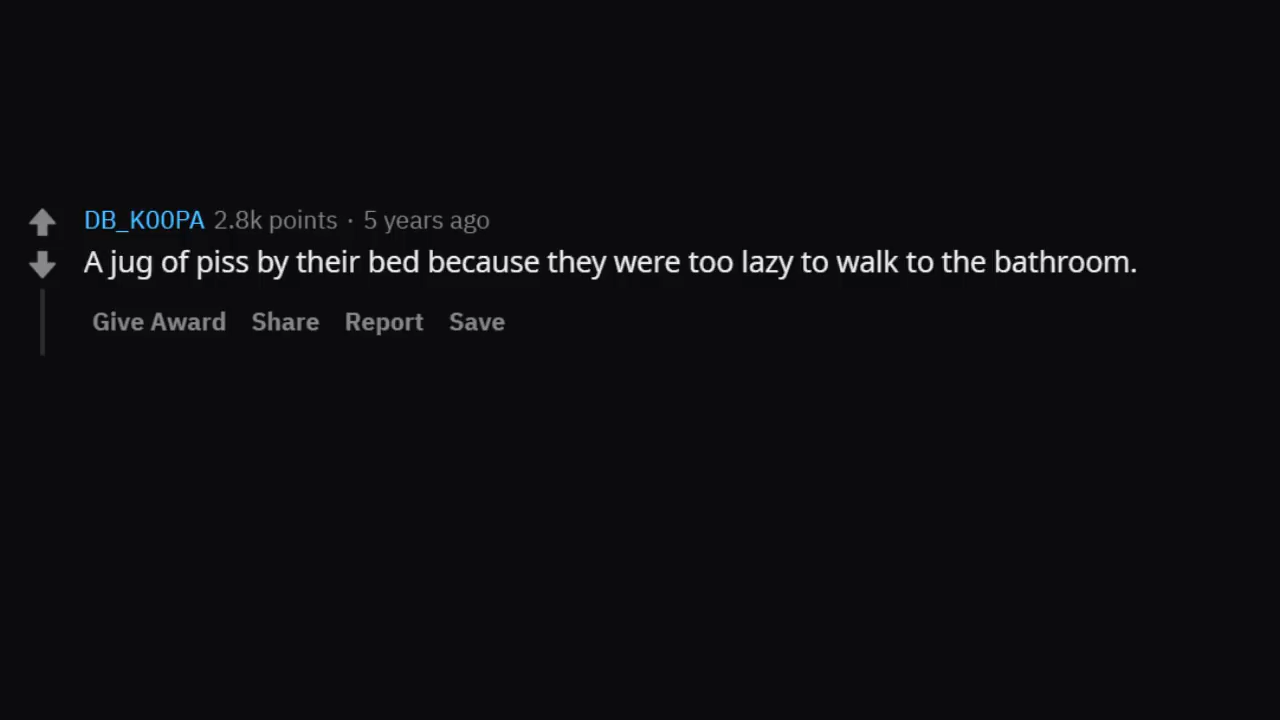 DB_K00PA 2.8k points · 5 years ago
A jug of piss by their bed because they were too lazy to walk to the bathroom.
Give Award Share Report Save